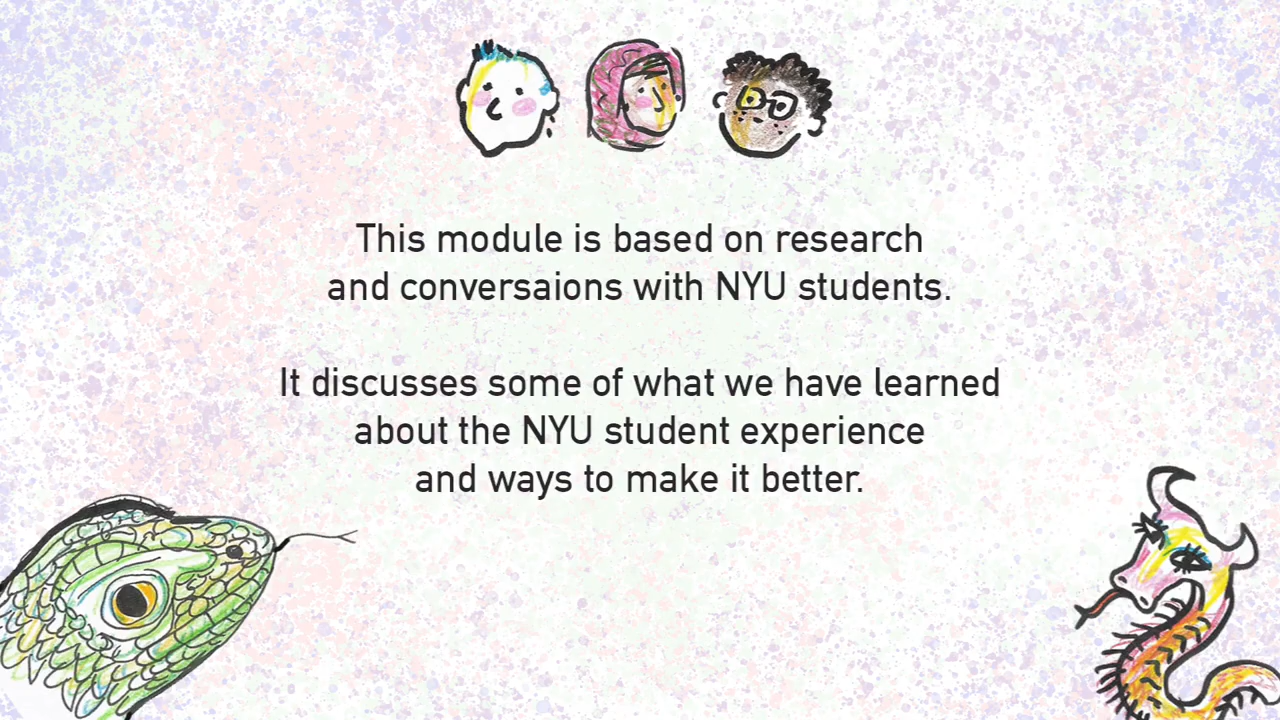 This module is based on research
and conversaions with NYU students.
It discusses some of what we have learned
about the NYU student experience
and ways to make it better.